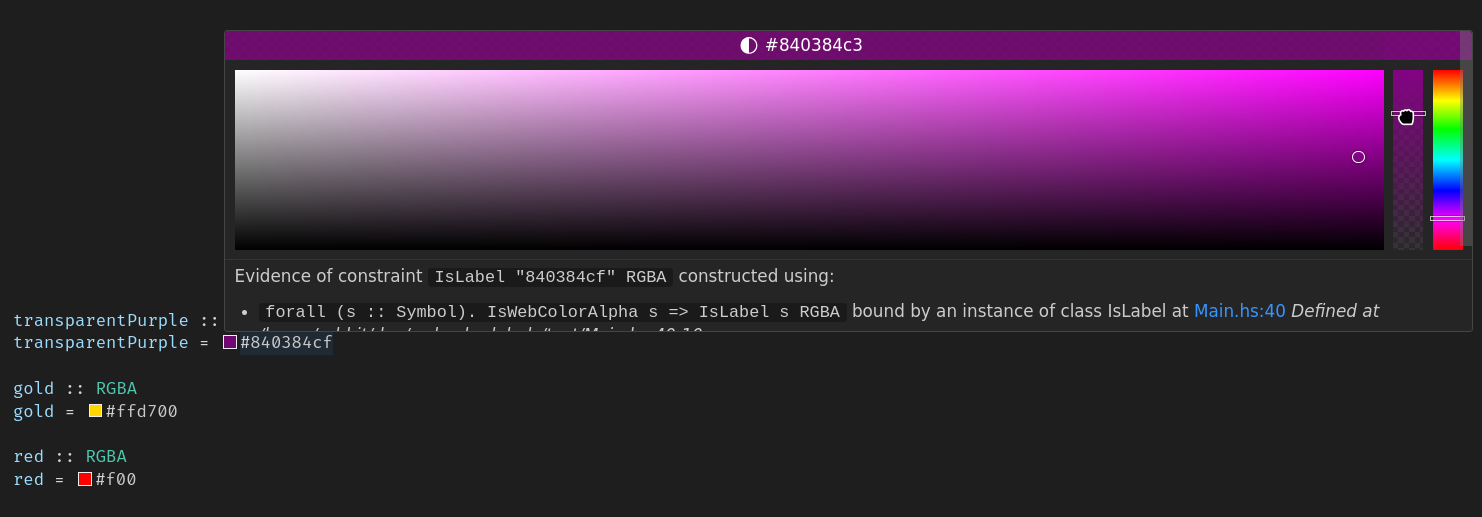 #840384c3
Evidence of constraint IsLabel "840384cf" RGBA constructed using:
• forall (s :: Symbol). IsWebColorAlpha s => IsLabel s RGBA bound by an instance of class IsLabel at Main.hs:40 Defined at
transparentPurple ::
transparentPurple = #840384cf
gold :: RGBA
gold = #ffd700
red :: RGBA
red = #f00